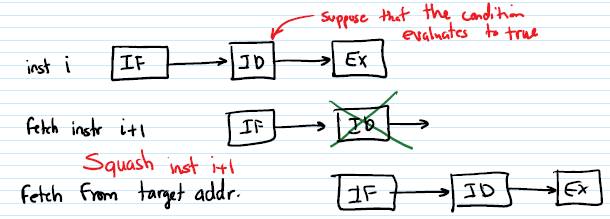 suppose that the condition
evaluates to true
inst i IF ID EX
fetch instr i+1 IF ID
Squash inst i+1
fetch from target addr. IF ID EX